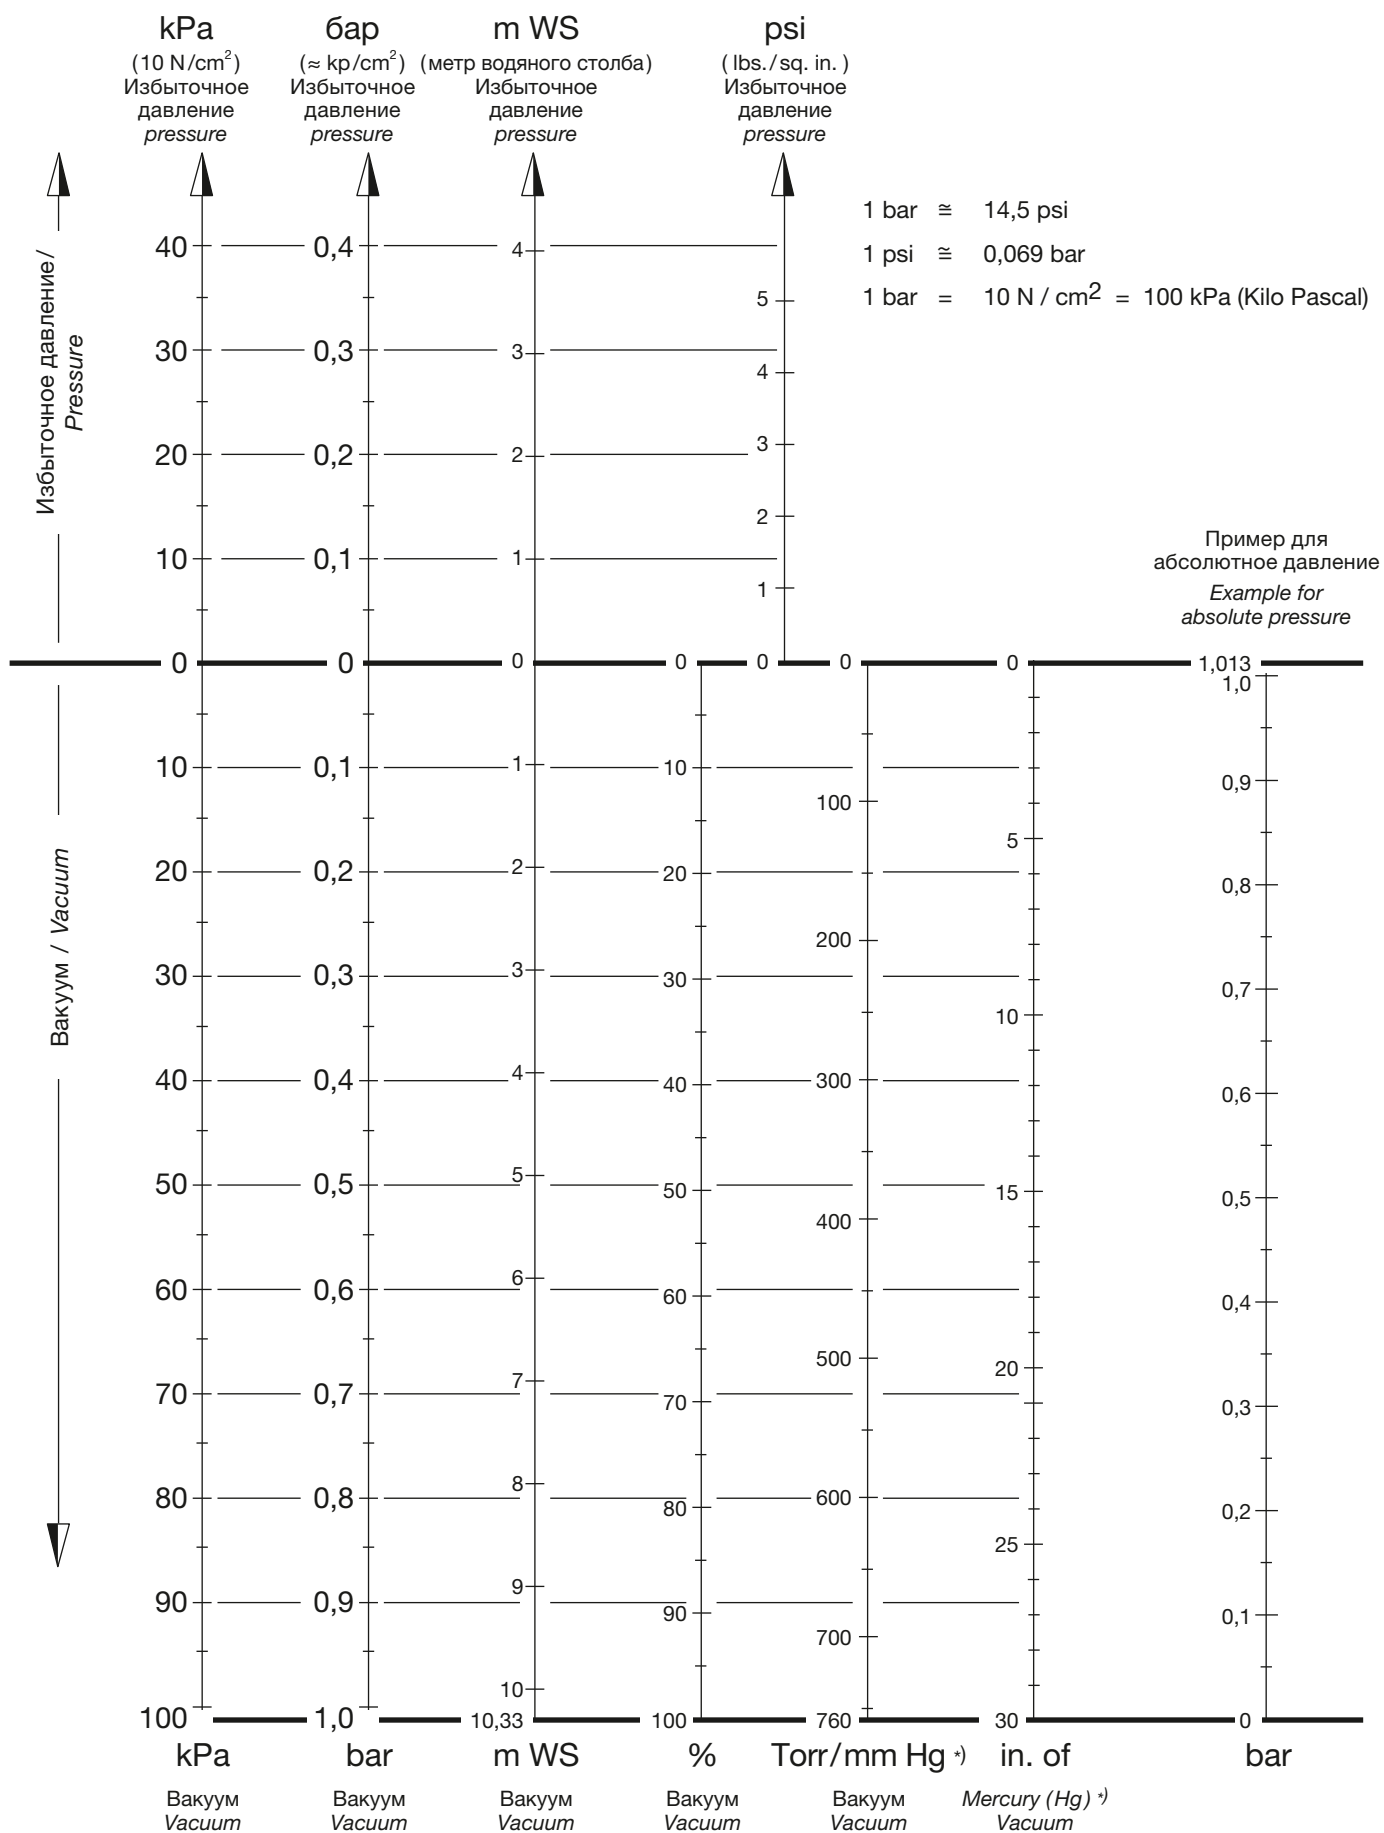 kPa бар m WS psi
(10 N/cm²) (≈ kp/cm²) (метр водяного столба) (lbs./sq. in.)
Избыточное Избыточное Избыточное Избыточное
давление давление давление давление
pressure pressure pressure pressure
1 bar ≅ 14,5 psi
1 psi ≅ 0,069 bar
1 bar = 10 N / cm² = 100 kPa (Kilo Pascal)
Избыточное давление/
Pressure
40 0,4 4
5
30 0,3 3
4
20 0,2 2 3
2
10 0,1 1
1
Пример для
абсолютное давление
Example for
absolute pressure
0 0 0 0 0 0 0 1,013
1,0
Вакуум / Vacuum
10 0,1 1 10 0,9
100
5
20 0,2 2 20 0,8
200
30 0,3 3 30 0,7
10
40 0,4 4 40 300 0,6
50 0,5 5 50 15 0,5
400
60 0,6 6 60 0,4
500 20
70 0,7 7 70 0,3
80 0,8 8 80 600 0,2
25
90 0,9 9 90 0,1
700
10
100 1,0 10,33 100 760 30 0
kPa bar m WS % Torr/mm Hg *) in. of bar
Вакуум Вакуум Вакуум Вакуум Вакуум Mercury (Hg) *)
Vacuum Vacuum Vacuum Vacuum Vacuum Vacuum